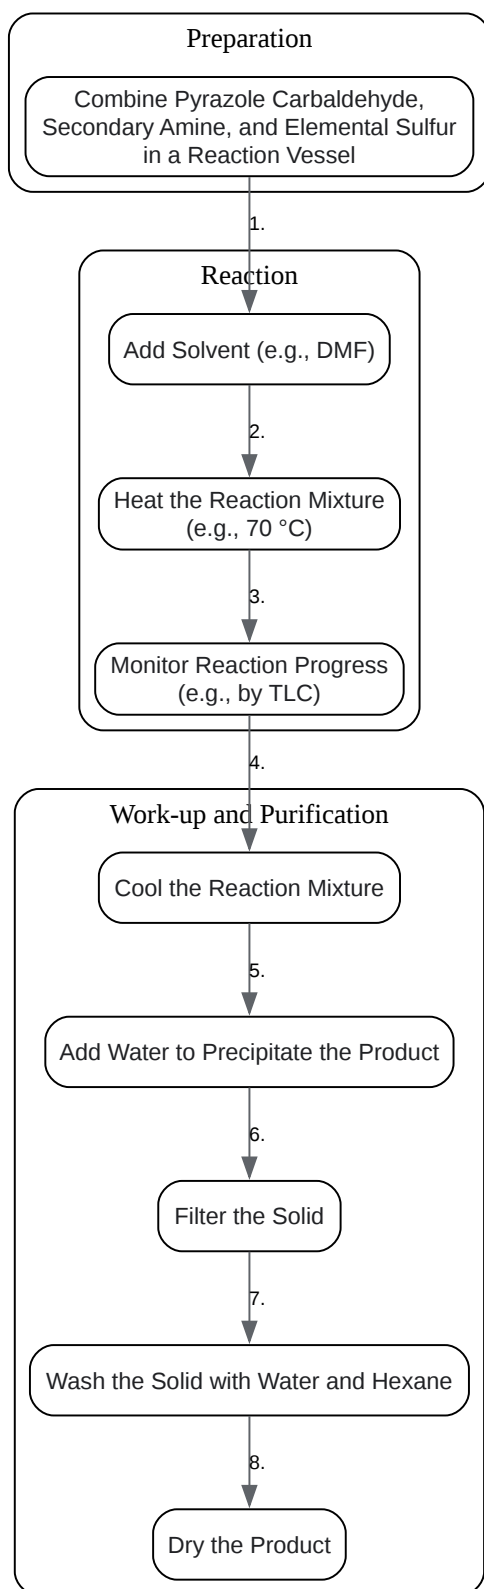 Preparation
Combine Pyrazole Carbaldehyde,
Secondary Amine, and Elemental Sulfur
in a Reaction Vessel
1.
Reaction
Add Solvent (e.g., DMF)
2.
Heat the Reaction Mixture
(e.g., 70 °C)
3.
Monitor Reaction Progress
(e.g., by TLC)
4.
Work-up and Purification
Cool the Reaction Mixture
5.
Add Water to Precipitate the Product
6.
Filter the Solid
7.
Wash the Solid with Water and Hexane
8.
Dry the Product